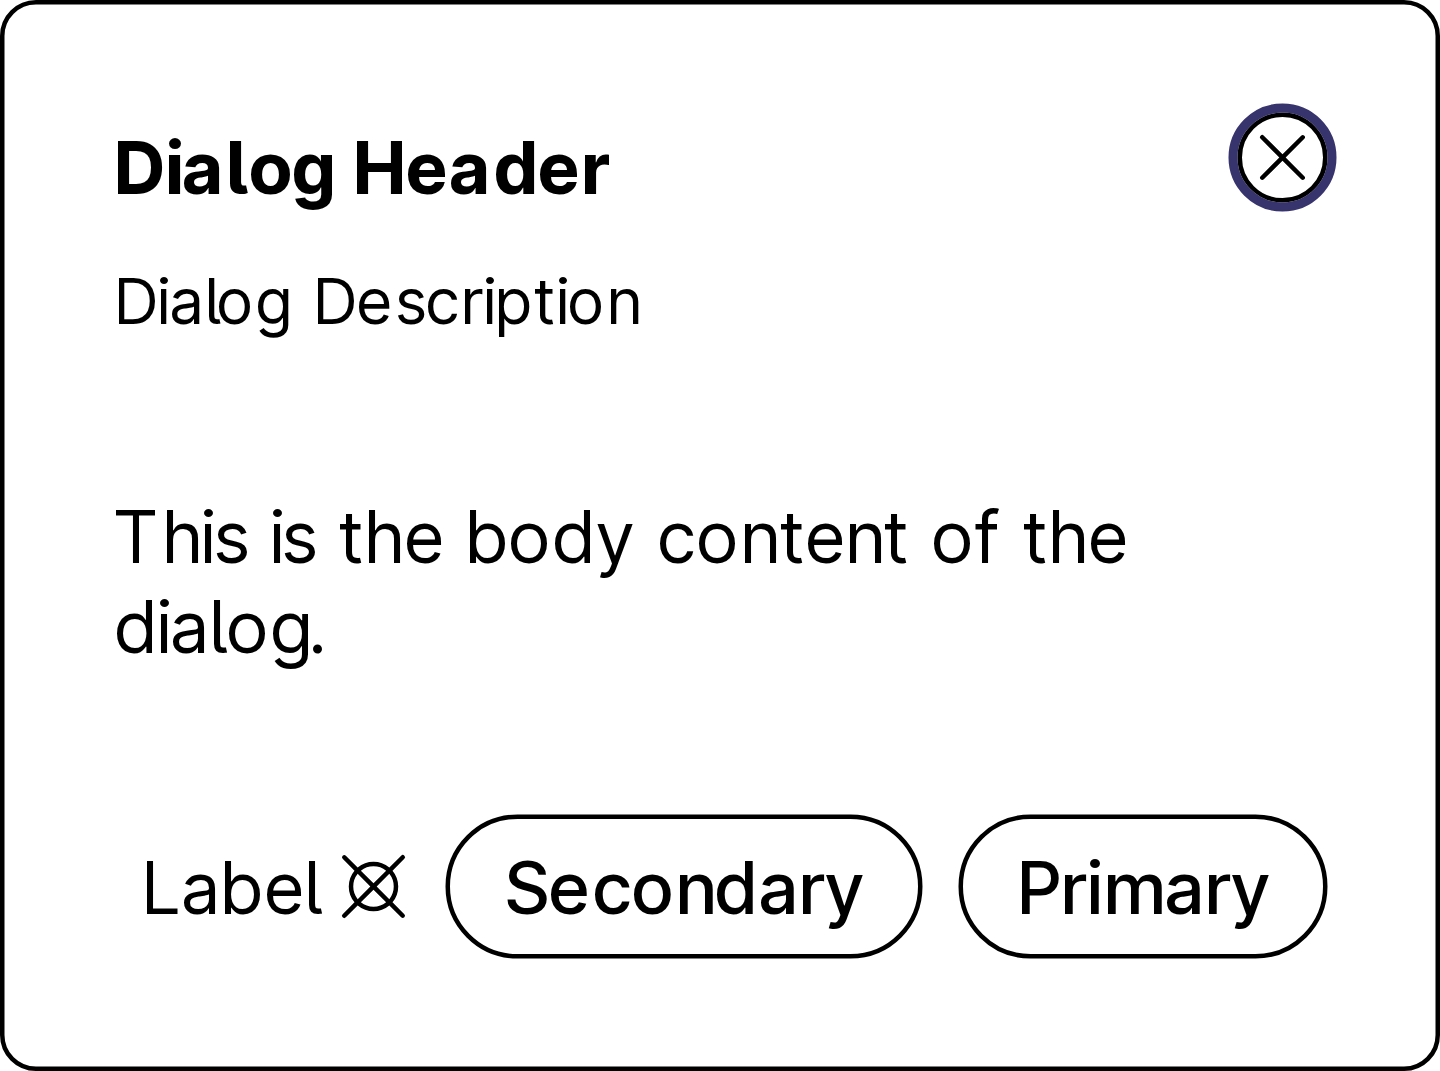 Dialog Header
Dialog Description
This is the body content of the
dialog.
Label
Secondary
Primary